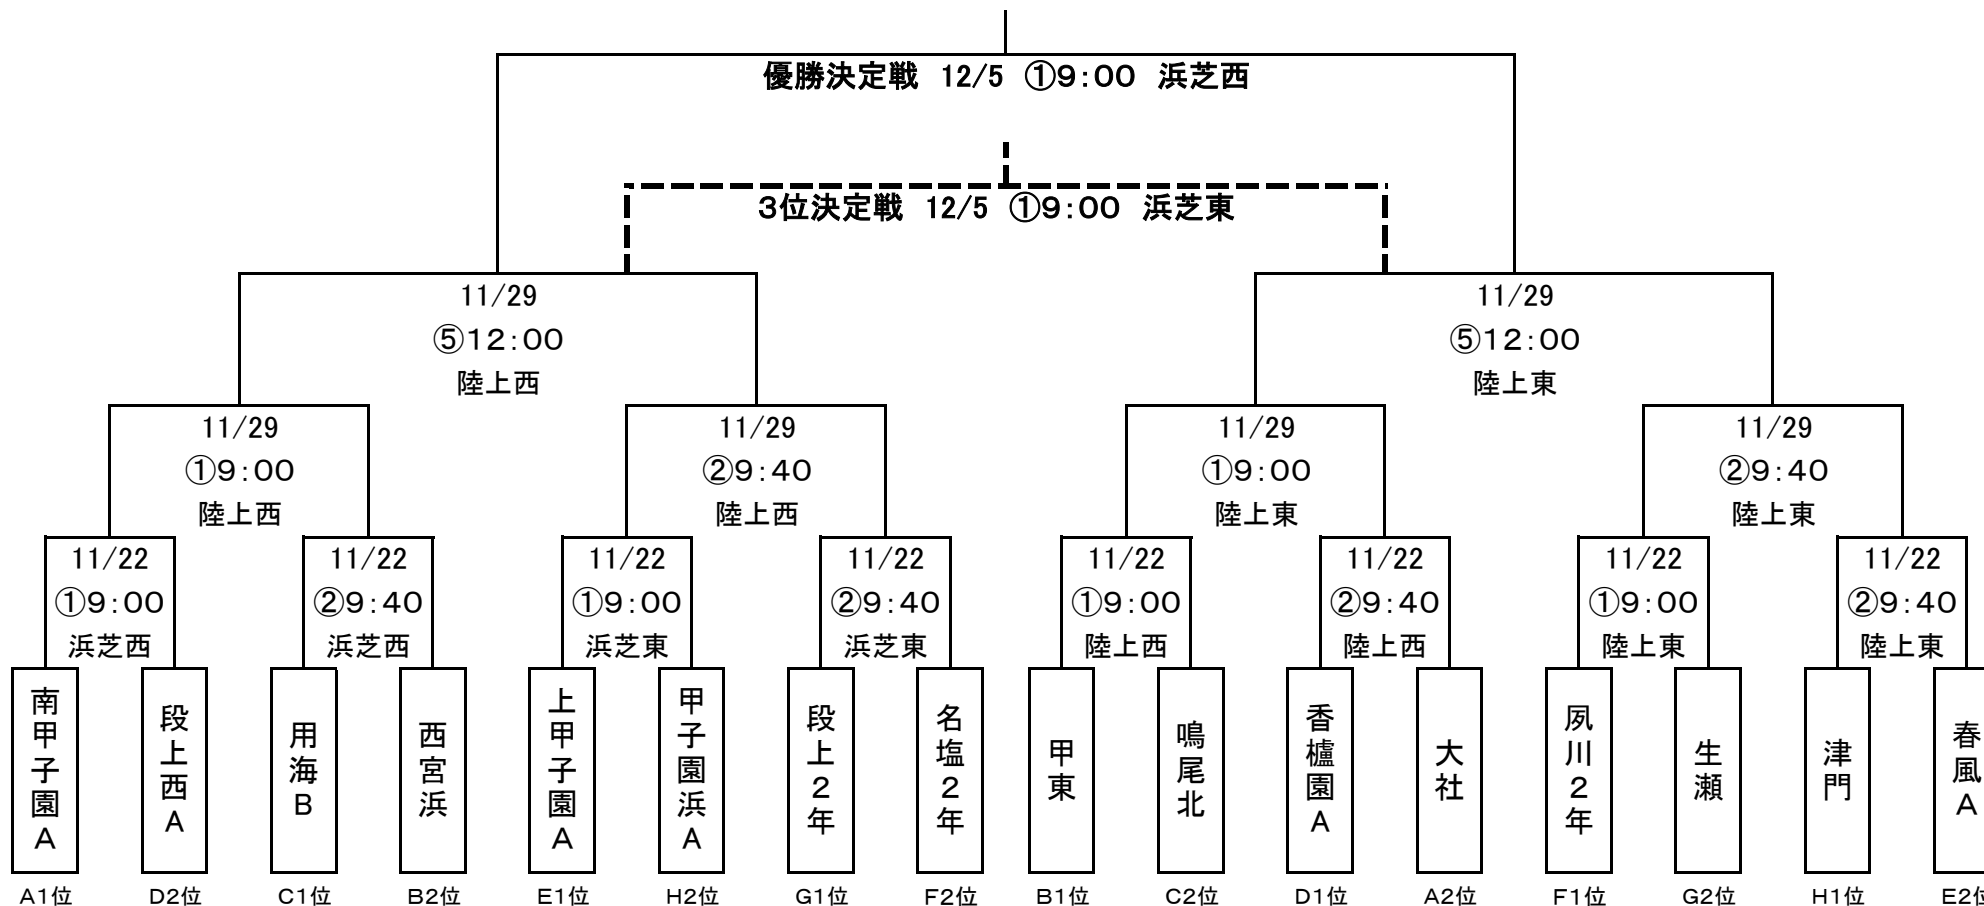 優勝決定戦 12/5 ①9:00 浜芝西
3位決定戦 12/5 ①9:00 浜芝東
11/29 11/29
⑤12:00 ⑤12:00
陸上西 陸上東
11/29 11/29 11/29 11/29
①9:00 ②9:40 ①9:00 ②9:40
陸上西 陸上西 陸上東 陸上東
11/22 11/22 11/22 11/22 11/22 11/22 11/22 11/22
①9:00 ②9:40 ①9:00 ②9:40 ①9:00 ②9:40 ①9:00 ②9:40
浜芝西 浜芝西 浜芝東 浜芝東 陸上西 陸上西 陸上東 陸上東
南甲子園A
段上西A
用海B
西宮浜
上甲子園A
甲子園浜A
段上2年
名塩2年
甲東
鳴尾北
香櫨園A
大社
夙川2年
生瀬
津門
春風A
A1位 D2位 C1位 B2位 E1位 H2位 G1位 F2位 B1位 C2位 D1位 A2位 F1位 G2位 H1位 E2位